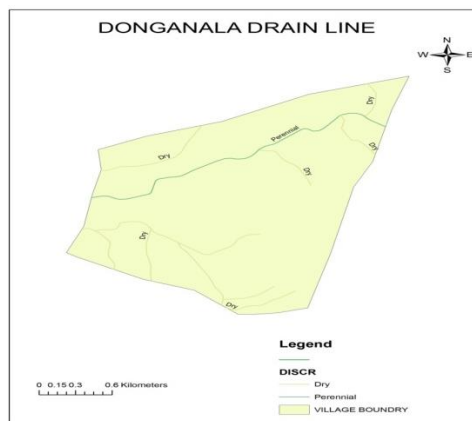 DONGANALA DRAIN LINE
N
W E
S
Dry
Perennial
Dry
Dry
Dry
Dry
Dry
Legend
DISCR
Dry
Perennial
VILLAGE BOUNDRY
0 0.15 0.3 0.6 Kilometers